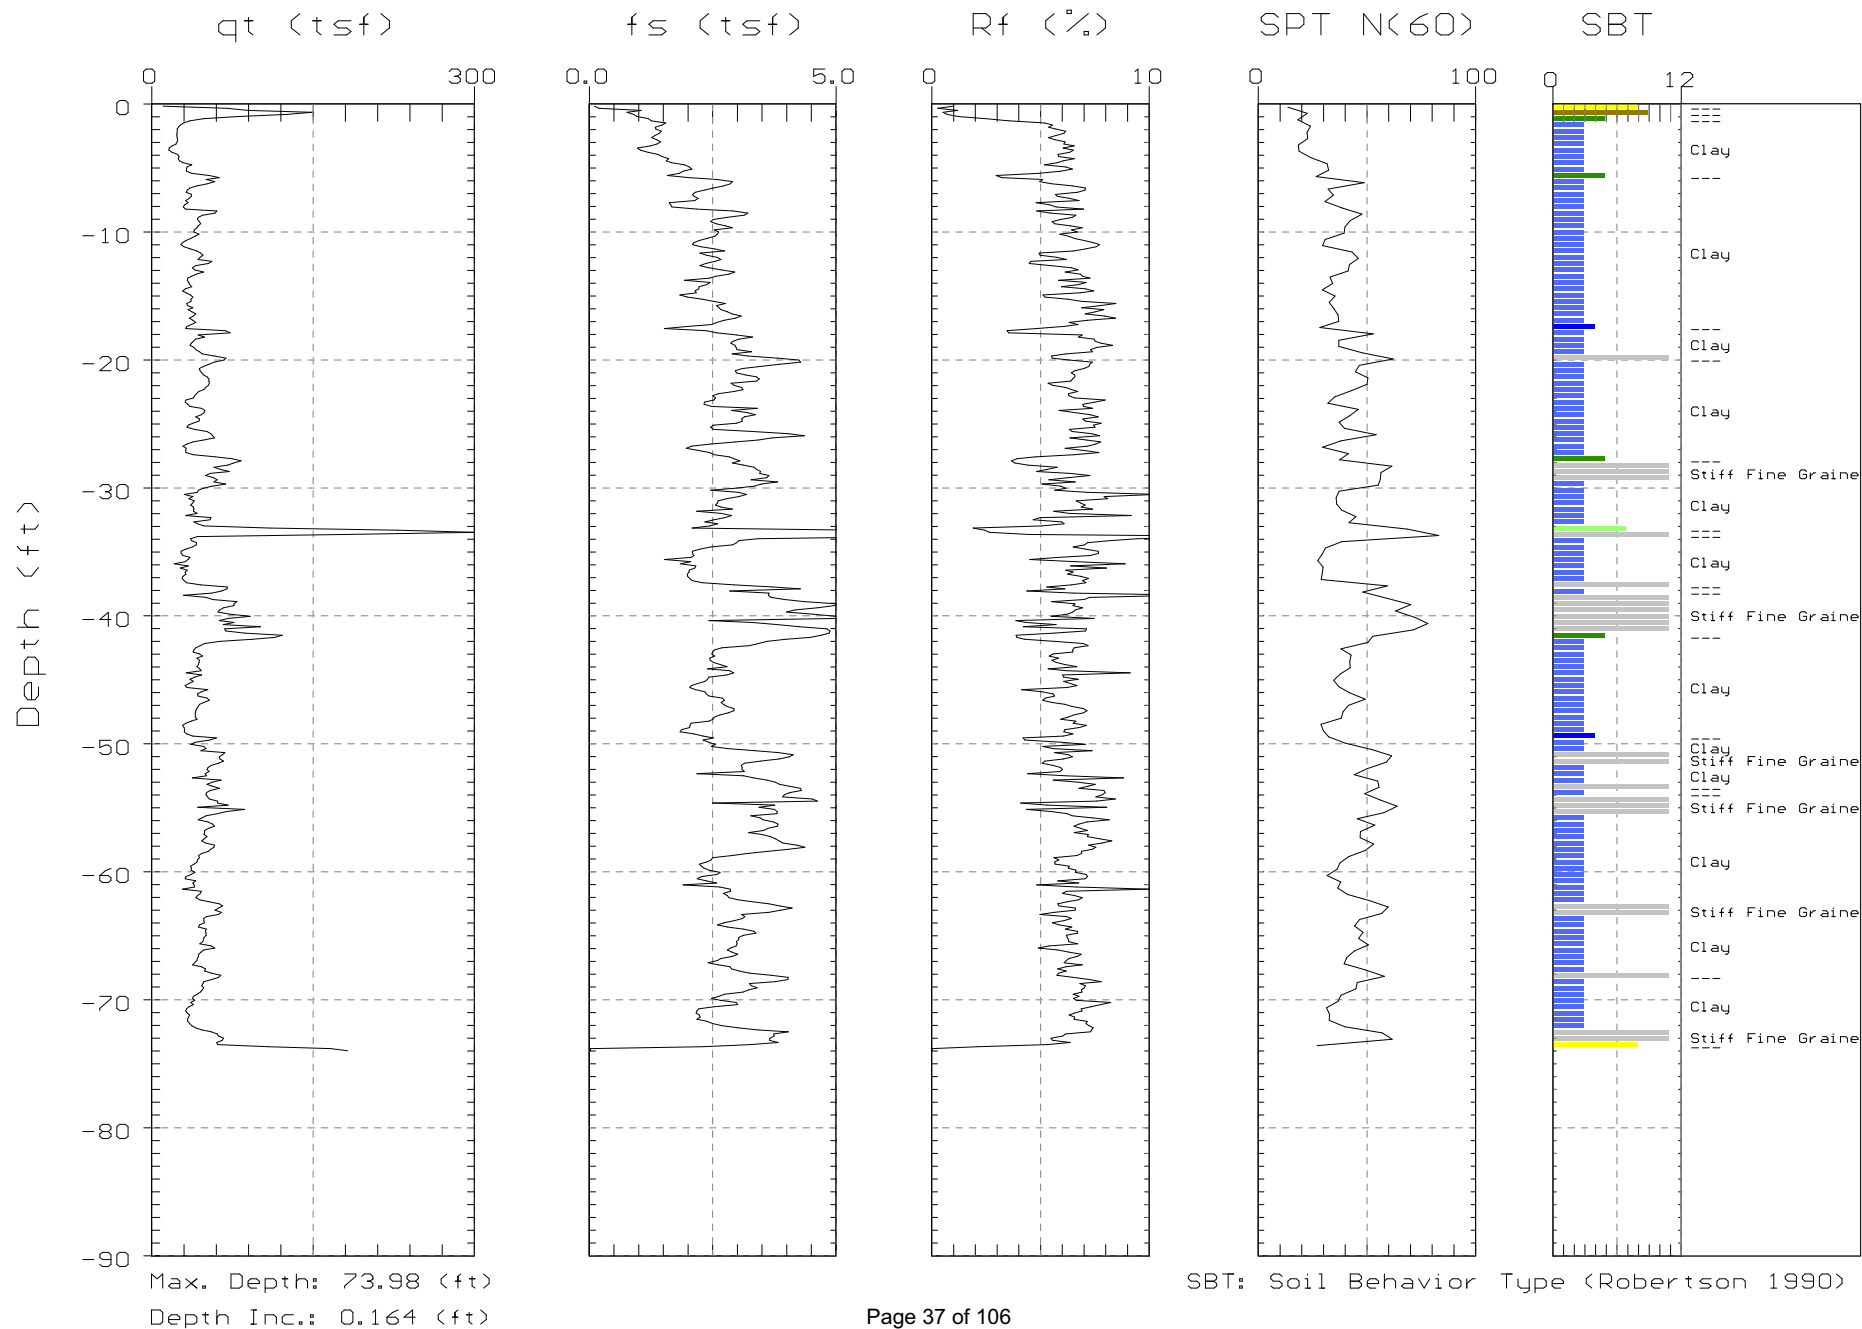 qt (tsf) fs (tsf) Rf (%) SPT N(60) SBT
0 300 0.0 5.0 0 10 0 100 0 12
0
---
---
---
Clay
---
-10
Clay
---
Clay
-20
---
Clay
---
Stiff Fine Graine
-30
Clay
---
---
Clay
---
---
-40
Stiff Fine Graine
---
Clay
---
-50
Clay
Stiff Fine Graine
Clay
---
---
Stiff Fine Graine
Clay
-60
Stiff Fine Graine
Clay
---
-70
Clay
Stiff Fine Graine
---
-80
-90
Depth (ft)
Max. Depth: 73.98 (ft)
Depth Inc.: 0.164 (ft)
SBT: Soil Behavior Type (Robertson 1990)
Page 37 of 106